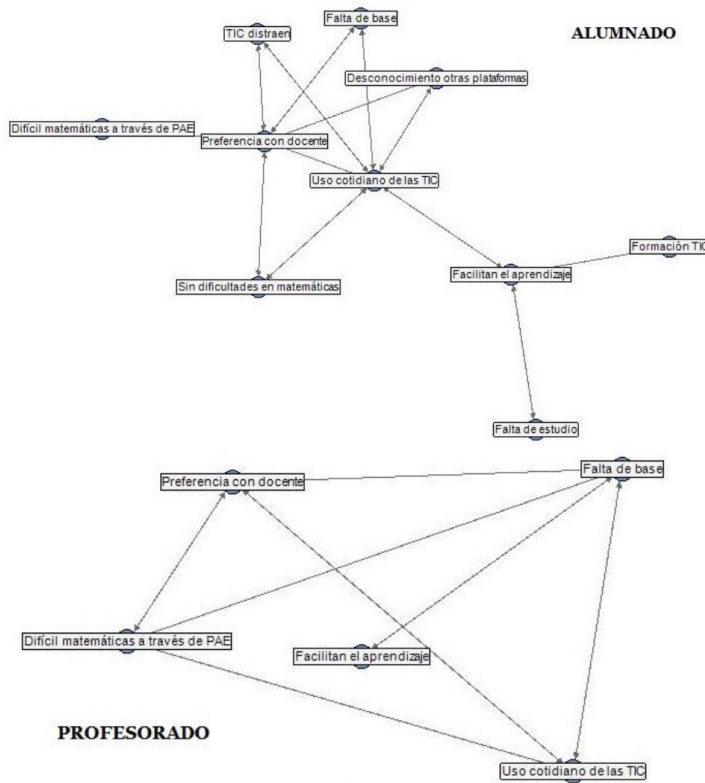 Falta de base
TIC distraen
ALUMNADO
Desconocimiento otras plataformas
Difícil matemáticas a través de PAE
Preferencia con docente
Uso cotidiano de las TIC
Formación TIC
Facilitan el aprendizaje
Sin dificultades en matemáticas
Falta de estudio
Falta de base
Preferencia con docente
Difícil matemáticas a través de PAE
Facilitan el aprendizaje
PROFESORADO
Uso cotidiano de las TIC